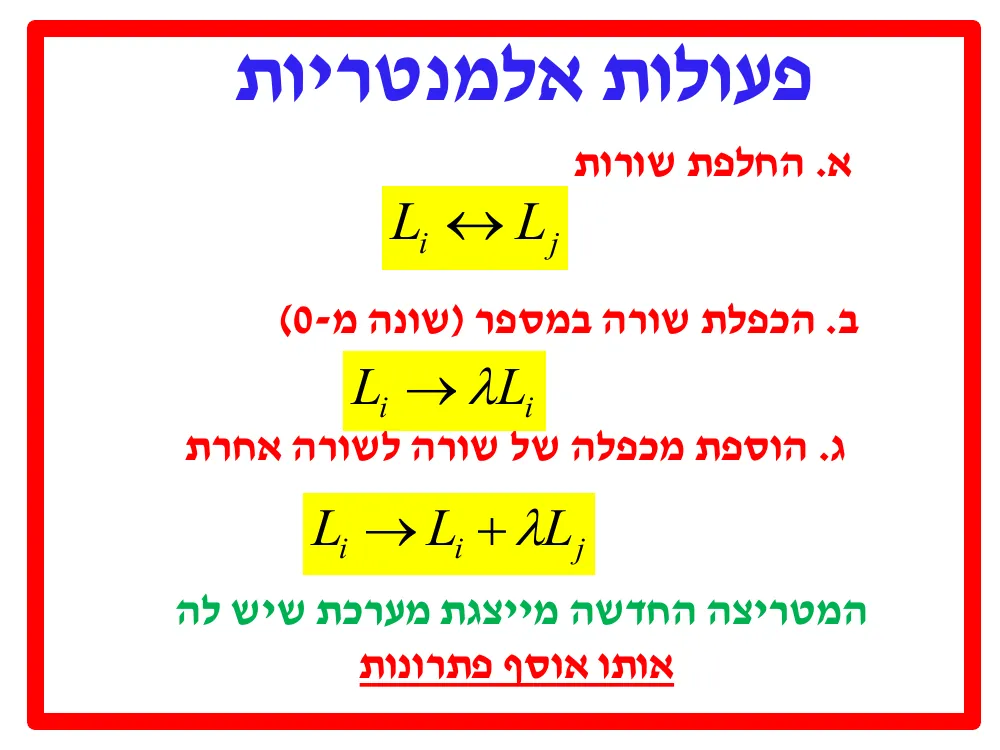 פעולות אלמנטריות
א. החלפת שורות
L_i ↔ L_j
ב. הכפלת שורה במספר (שונה מ-0)
L_i → λL_i
ג. הוספת מכפלה של שורה לשורה אחרת
L_i → L_i + λL_j
המטריצה החדשה מייצגת מערכת שיש לה
אותו אוסף פתרונות